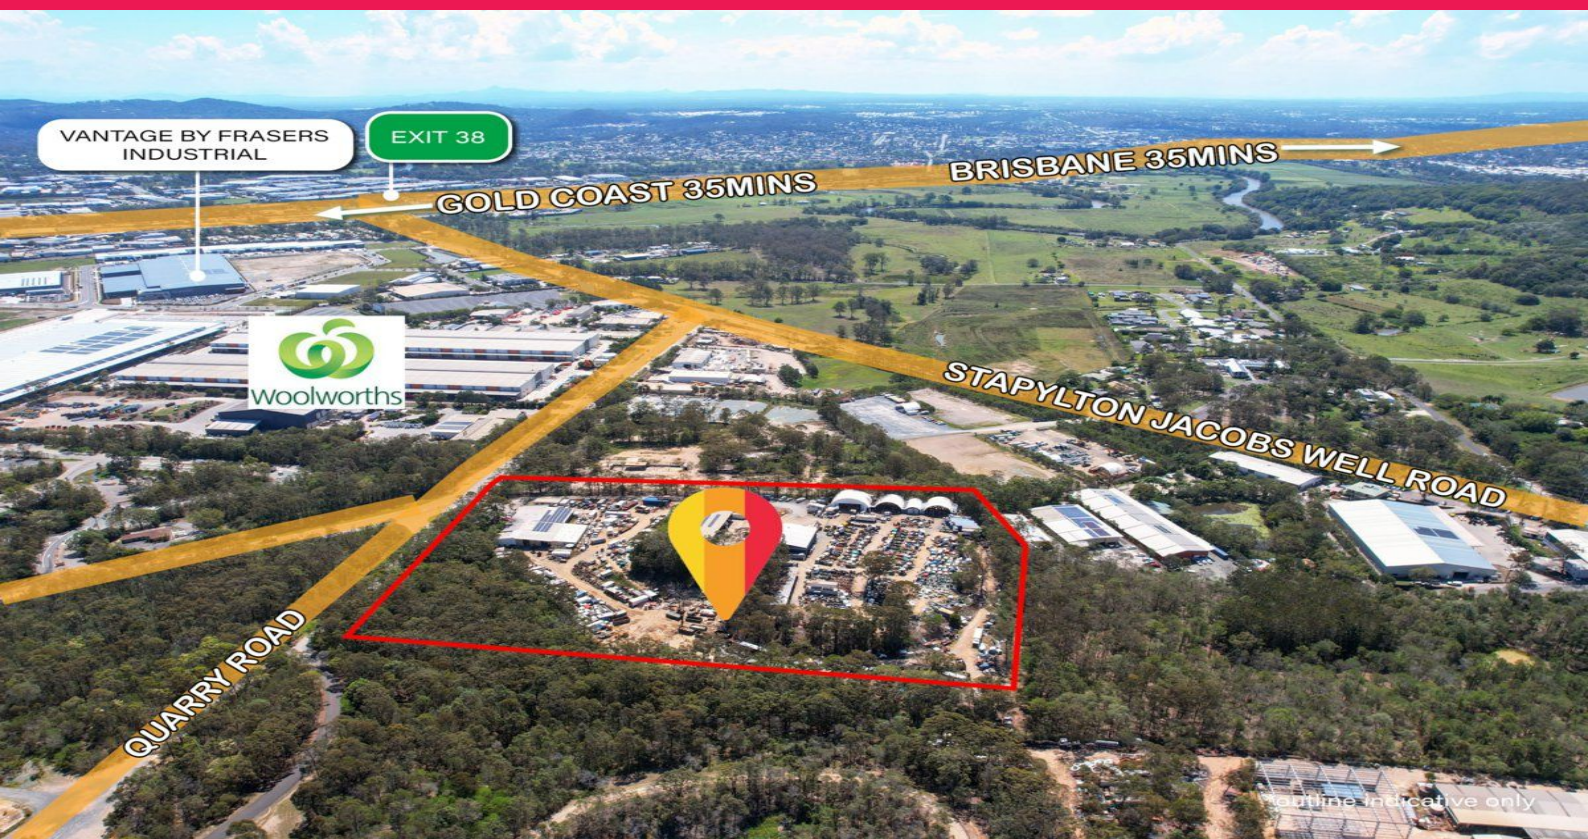 VANTAGE BY FRASERS
INDUSTRIAL
EXIT 38
GOLD COAST 35MINS
BRISBANE 35MINS
Woolworths
STAPYLTON JACOBS WELL ROAD
QUARRY ROAD
*outline indicative only